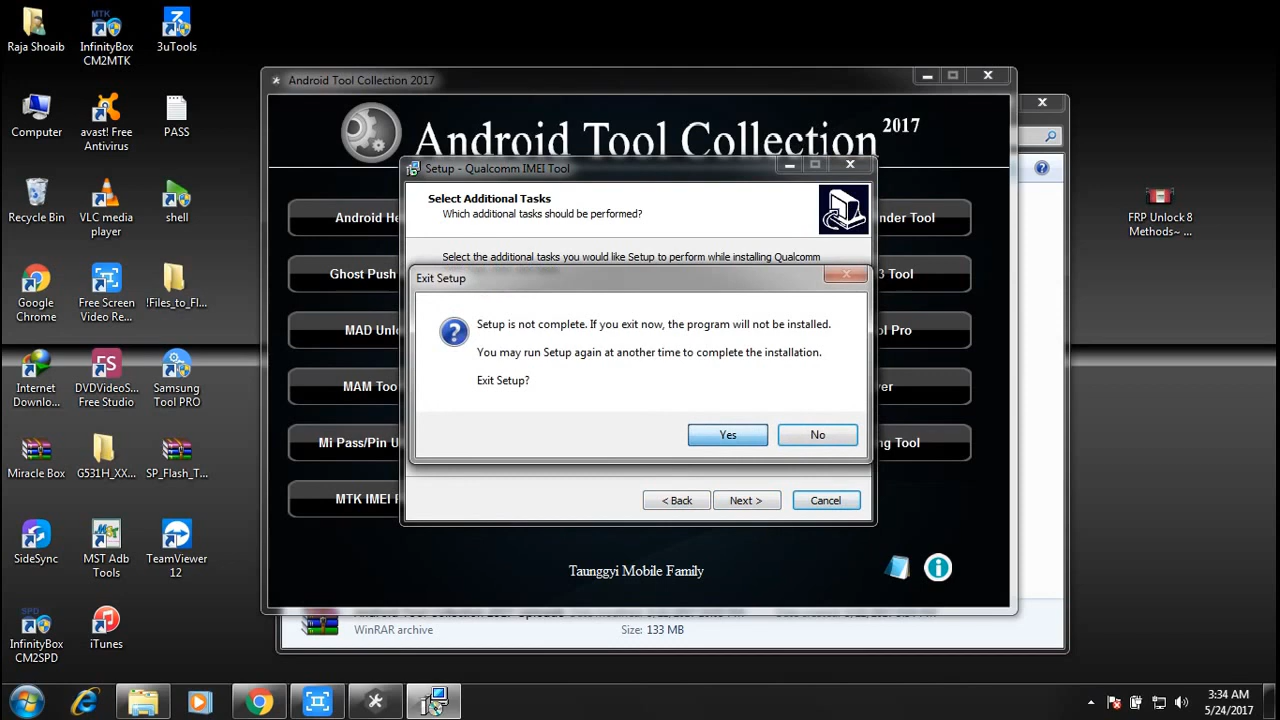 Raja Shoaib
InfinityBox
CM2MTK
3uTools
Computer
avast! Free
Antivirus
PASS
Recycle Bin
VLC media
player
shell
Google
Chrome
Free Screen
Video Re...
!Files_to_Fl...
Internet
Downlo...
DVDVideoS...
Free Studio
Samsung
Tool PRO
Miracle Box
G531H_XX...
SP_Flash_T...
SideSync
MST Adb
Tools
TeamViewer
12
InfinityBox
CM2SPD
iTunes
FRP Unlock 8
Methods~ ...
Android Tool Collection 2017
Android Tool Collection 2017
Android He
Ghost Push
MAD Unlo
MAM Too
Mi Pass/Pin U
MTK IMEI
nder Tool
3 Tool
ol Pro
ver
ng Tool
Setup - Qualcomm IMEI Tool
Select Additional Tasks
Which additional tasks should be performed?
Select the additional tasks you would like Setup to perform while installing Qualcomm
Exit Setup
Setup is not complete. If you exit now, the program will not be installed.
You may run Setup again at another time to complete the installation.
Exit Setup?
Yes
No
< Back
Next >
Cancel
Taunggyi Mobile Family
WinRAR archive
Size: 133 MB
3:34 AM
5/24/2017